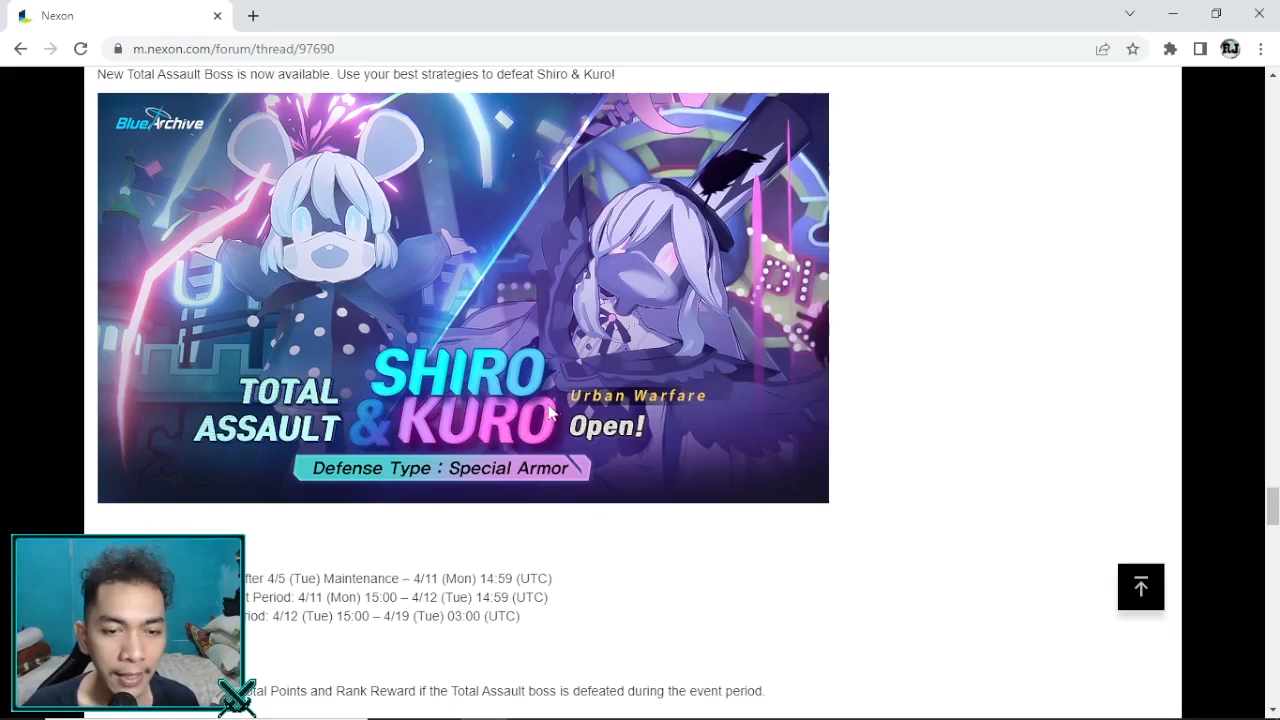 Nexon
m.nexon.com/forum/thread/97690
RJ
New Total Assault Boss is now available. Use your best strategies to defeat Shiro & Kuro!
BlueArchive
TOTAL ASSAULT
SHIRO & KURO
Urban Warfare
Open!
Defense Type : Special Armor
fter 4/5 (Tue) Maintenance – 4/11 (Mon) 14:59 (UTC)
t Period: 4/11 (Mon) 15:00 – 4/12 (Tue) 14:59 (UTC)
iod: 4/12 (Tue) 15:00 – 4/19 (Tue) 03:00 (UTC)
tal Points and Rank Reward if the Total Assault boss is defeated during the event period.